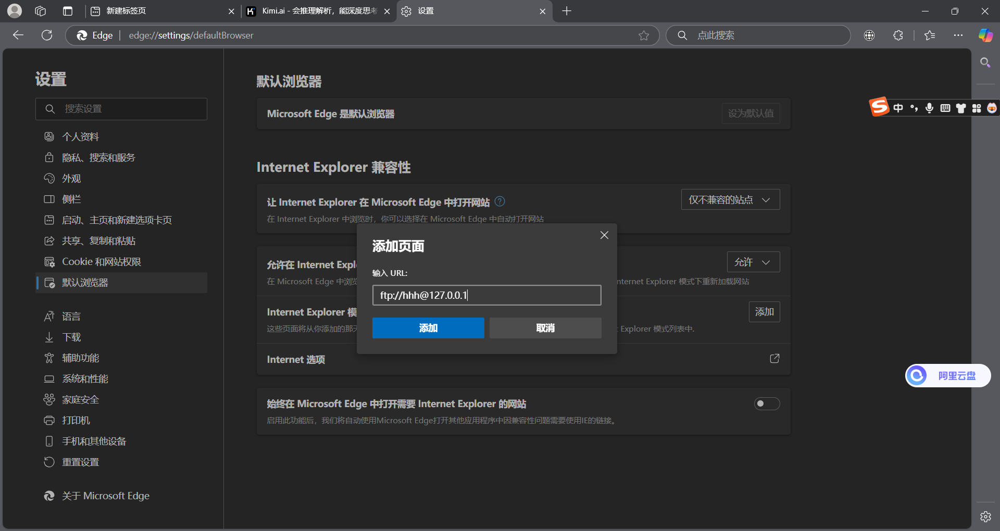 新建标签页
Kimi.ai - 会推理解析，能深度思考
设置
Edge
edge://settings/defaultBrowser
点此搜索
设置
搜索设置
个人资料
隐私、搜索和服务
外观
侧栏
启动、主页和新建选项卡页
共享、复制和粘贴
Cookie 和网站权限
默认浏览器
语言
下载
辅助功能
系统和性能
家庭安全
打印机
手机和其他设备
重置设置
关于 Microsoft Edge
默认浏览器
Microsoft Edge 是默认浏览器
设为默认值
Internet Explorer 兼容性
让 Internet Explorer 在 Microsoft Edge 中打开网站
仅不兼容的站点
在 Internet Explorer 中浏览时，你可以选择在 Microsoft Edge 中自动打开网站
允许在 Internet Expl
允许
在 Microsoft Edge 中浏览
nternet Explorer 模式下重新加载网站
Internet Explorer 模
添加
这些页面将从你添加的那天
t Explorer 模式列表中.
Internet 选项
始终在 Microsoft Edge 中打开需要 Internet Explorer 的网站
启用此功能后，我们将自动使用Microsoft Edge打开其他应用程序中因兼容性问题需要使用IE的链接。
添加页面
输入 URL:
ftp://hhh@127.0.0.1
添加
取消
中
阿里云盘